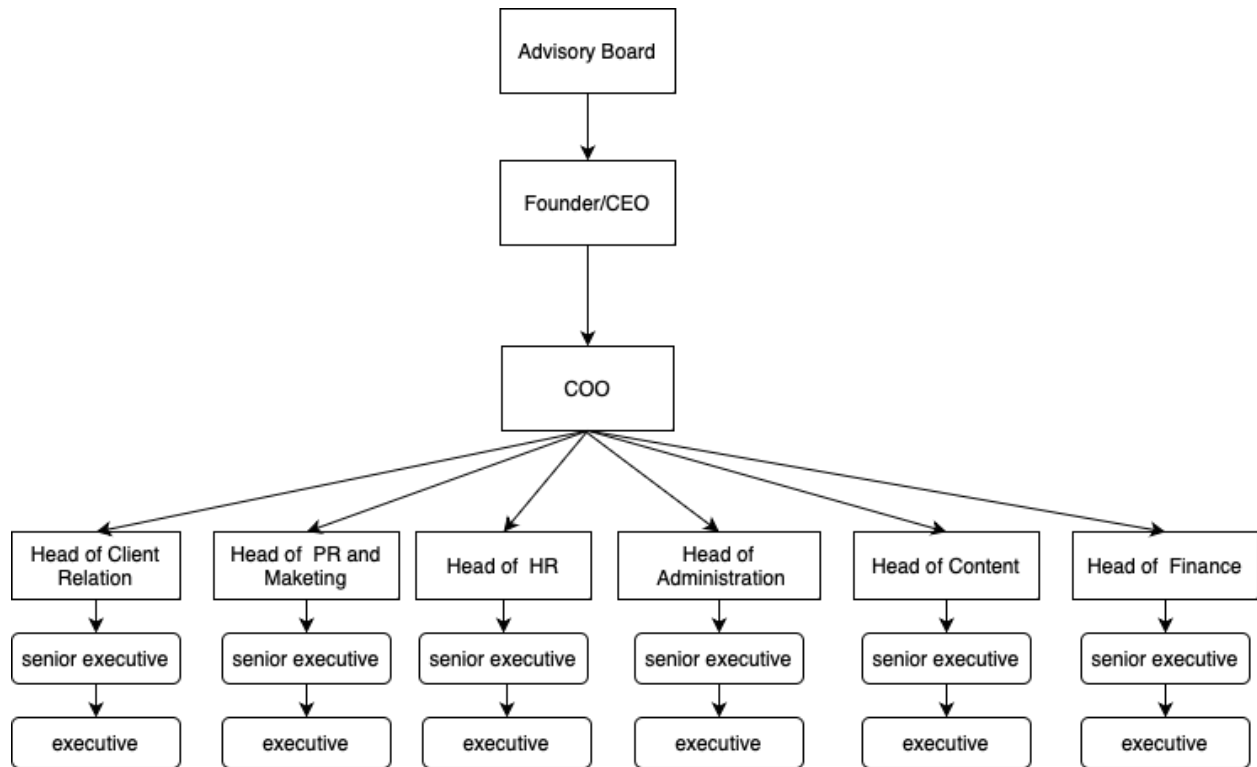 Advisory Board
Founder/CEO
COO
Head of Client
Relation
Head of PR and
Maketing
Head of HR
Head of
Administration
Head of Content
Head of Finance
senior executive
senior executive
senior executive
senior executive
senior executive
senior executive
executive
executive
executive
executive
executive
executive